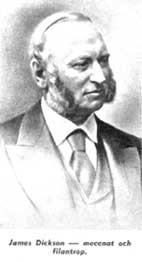 James Dickson — mecenat och
filantrop.